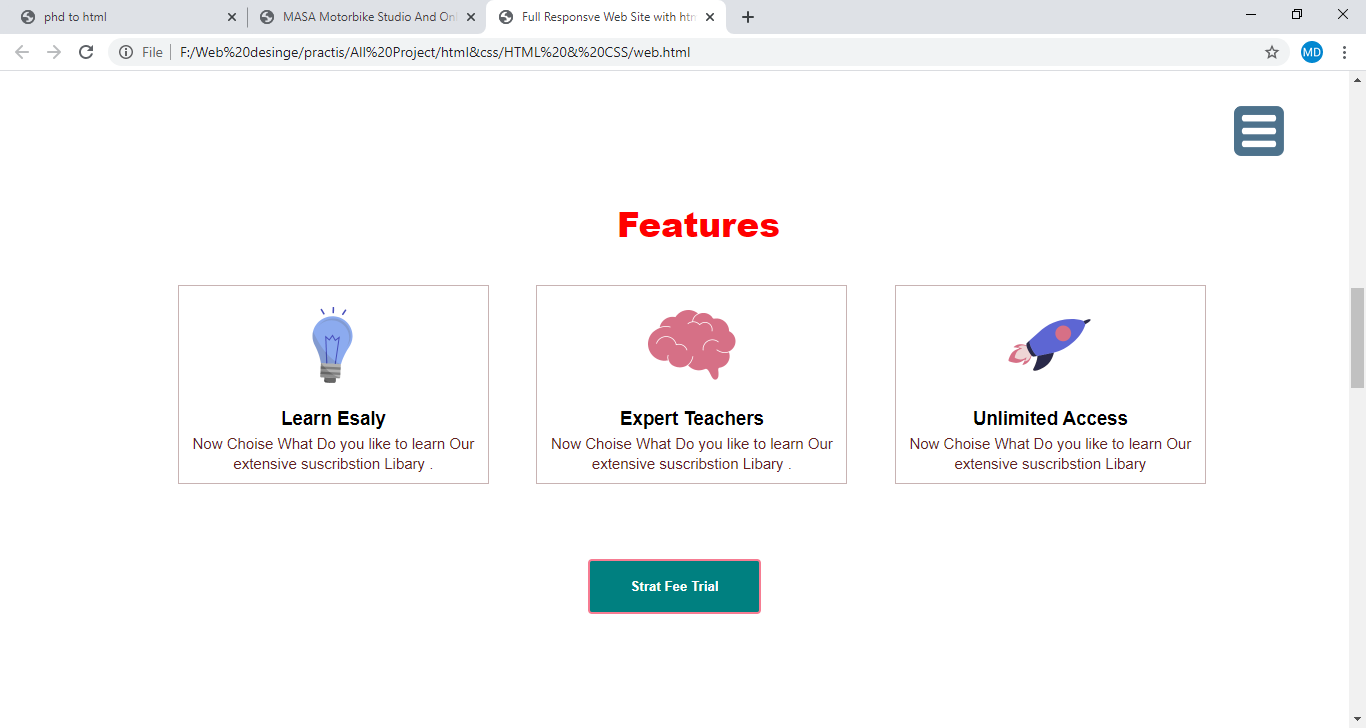 phd to html
MASA Motorbike Studio And Onl
Full Responsve Web Site with htm
File
F:/Web%20desinge/practis/All%20Project/html&css/HTML%20&%20CSS/web.html
MD
Features
Learn Esaly
Now Choise What Do you like to learn Our
extensive suscribstion Libary .
Expert Teachers
Now Choise What Do you like to learn Our
extensive suscribstion Libary .
Unlimited Access
Now Choise What Do you like to learn Our
extensive suscribstion Libary
Strat Fee Trial